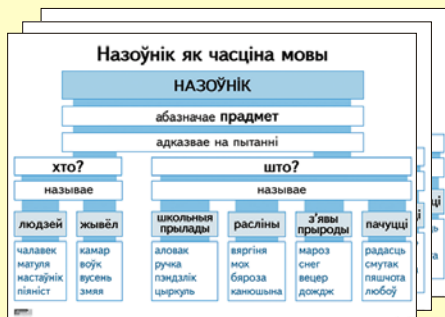 Назоўнік як часціна мовы
НАЗОЎНІК
абазначае прадмет
адказвае на пытанні
хто?
што?
называе
называе
людзей
жывёл
школьныя
прылады
расліны
з'явы
прыроды
пачуцці
чалавек
матуля
настаўнік
піяніст
камар
воўк
вусень
змяя
аловак
ручка
пэндзлік
цыркуль
вяргіня
мох
бяроза
канюшына
мароз
снег
вецер
дождж
радасць
смутак
пяшчота
любоў